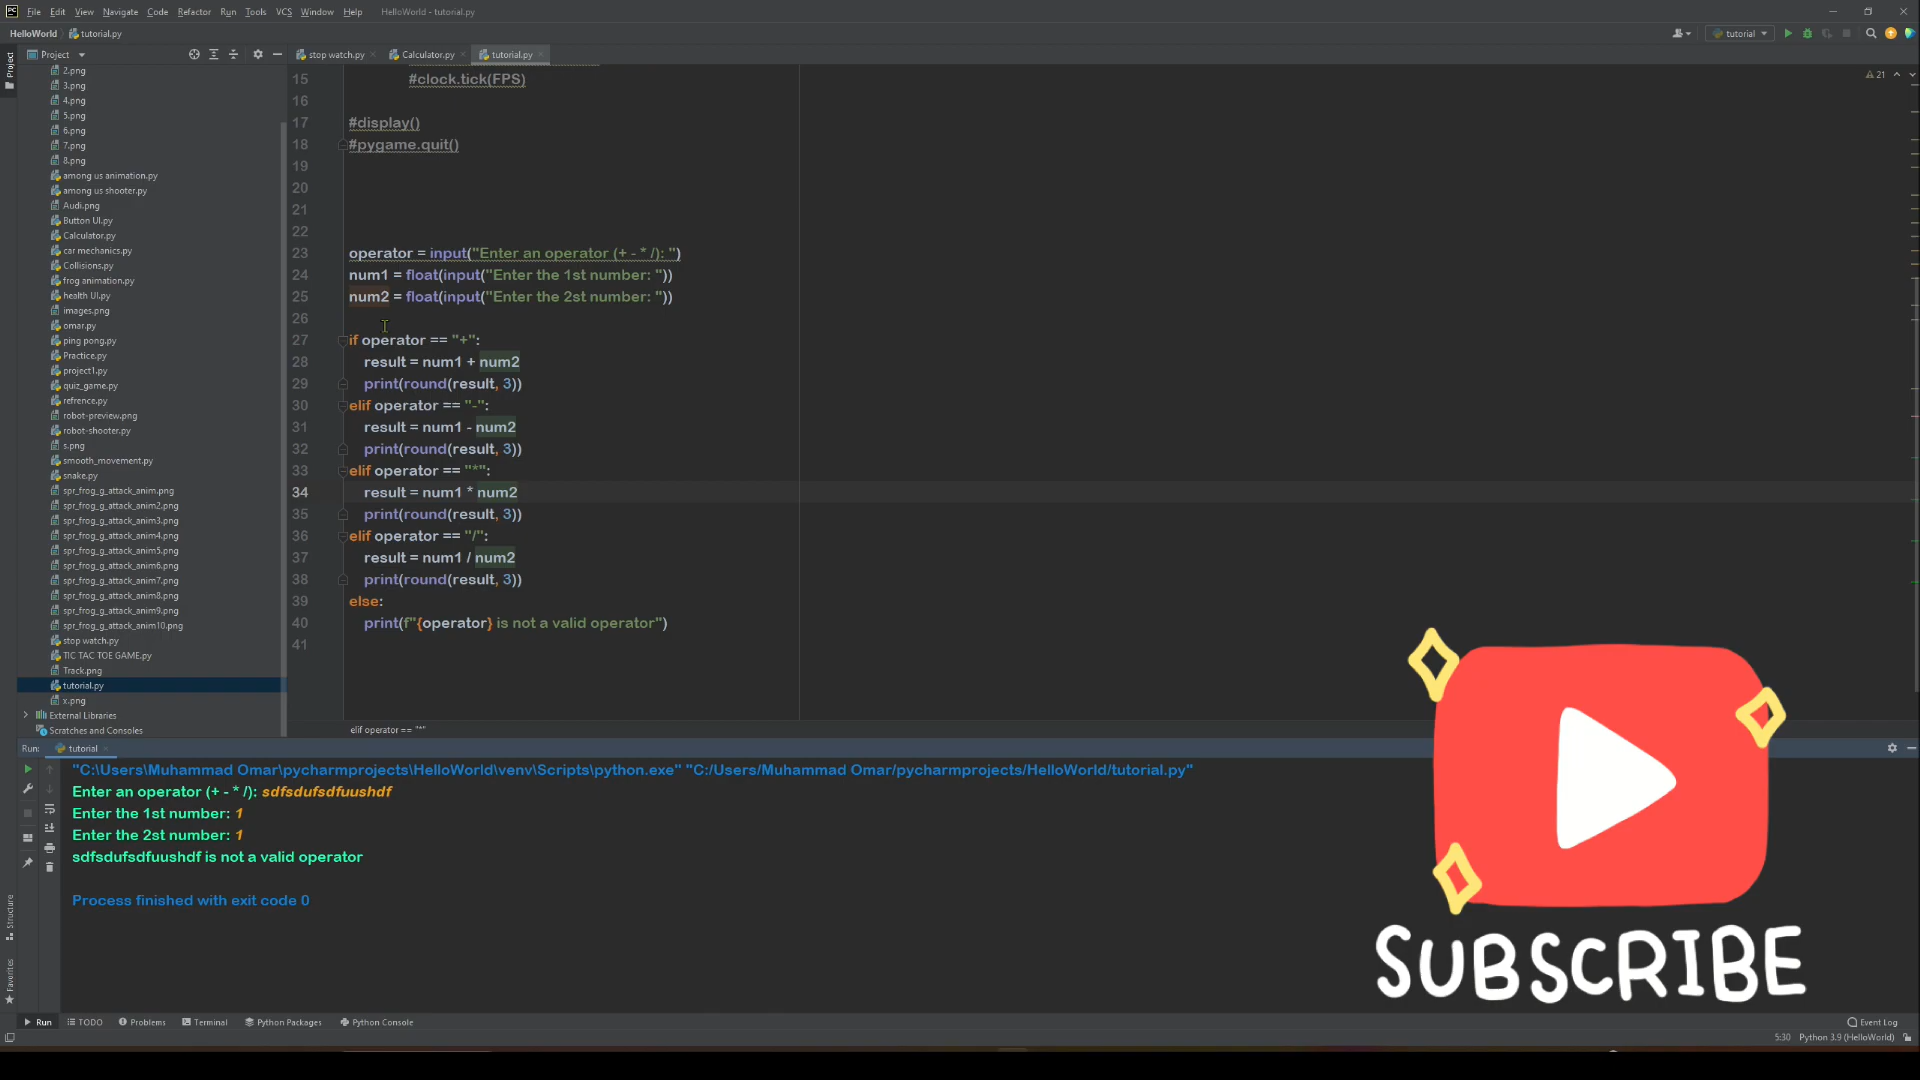 File Edit View Navigate Code Refactor Run Tools VCS Window Help HelloWorld - tutorial.py
HelloWorld tutorial.py tutorial
Project stop watch.py Calculator.py tutorial.py
Project
2.png
3.png
4.png
5.png
6.png
7.png
8.png
among us animation.py
among us shooter.py
Audi.png
Button UI.py
Calculator.py
car mechanics.py
Collisions.py
frog animation.py
health UI.py
images.png
omar.py
ping pong.py
Practice.py
project1.py
quiz_game.py
refrence.py
robot-preview.png
robot-shooter.py
s.png
smooth_movement.py
snake.py
spr_frog_g_attack_anim.png
spr_frog_g_attack_anim2.png
spr_frog_g_attack_anim3.png
spr_frog_g_attack_anim4.png
spr_frog_g_attack_anim5.png
spr_frog_g_attack_anim6.png
spr_frog_g_attack_anim7.png
spr_frog_g_attack_anim8.png
spr_frog_g_attack_anim9.png
spr_frog_g_attack_anim10.png
stop watch.py
TIC TAC TOE GAME.py
Track.png
tutorial.py
x.png
External Libraries
Scratches and Consoles
21
15 #clock.tick(FPS)
16
17 #display()
18 #pygame.quit()
19
20
21
22
23 operator = input("Enter an operator (+ - * /): ")
24 num1 = float(input("Enter the 1st number: "))
25 num2 = float(input("Enter the 2st number: "))
26
27 if operator == "+":
28 result = num1 + num2
29 print(round(result, 3))
30 elif operator == "-":
31 result = num1 - num2
32 print(round(result, 3))
33 elif operator == "*":
34 result = num1 * num2
35 print(round(result, 3))
36 elif operator == "/":
37 result = num1 / num2
38 print(round(result, 3))
39 else:
40 print(f"{operator} is not a valid operator")
41
elif operator == "*"
Run: tutorial
"C:\Users\Muhammad Omar\pycharmprojects\HelloWorld\venv\Scripts\python.exe" "C:/Users/Muhammad Omar/pycharmprojects/HelloWorld/tutorial.py"
Enter an operator (+ - * /): sdfsdufsdfuushdf
Enter the 1st number: 1
Enter the 2st number: 1
sdfsdufsdfuushdf is not a valid operator
Process finished with exit code 0
SUBSCRIBE
Structure
Favorites
Run TODO Problems Terminal Python Packages Python Console Event Log
5:30 Python 3.9 (HelloWorld)